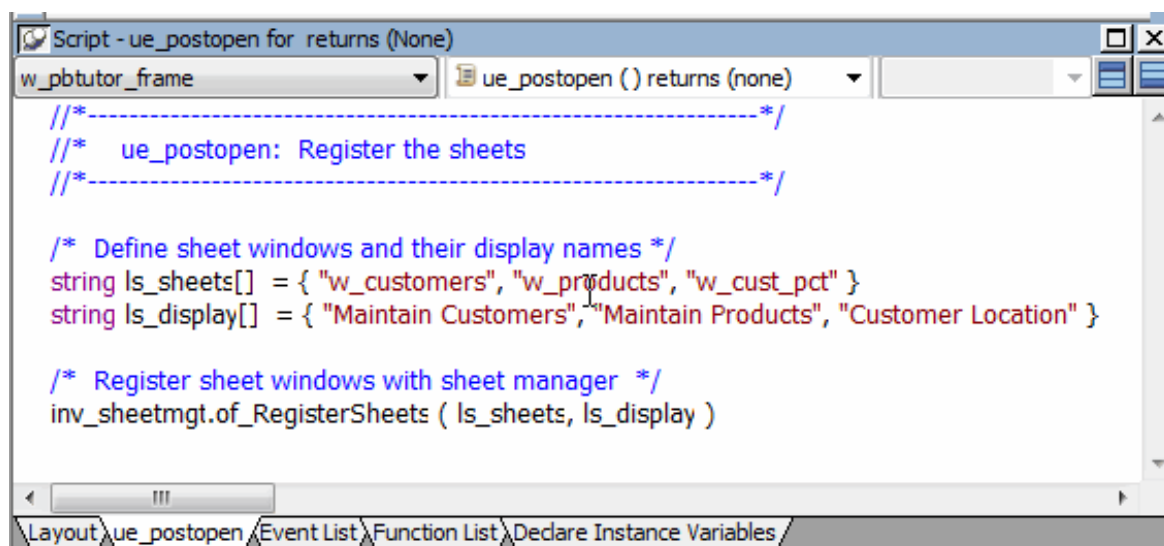 Script - ue_postopen for returns (None)
w_pbtutor_frame
ue_postopen ( ) returns (none)
//*-----------------------------------------------------------------*/
//* ue_postopen: Register the sheets
//*-----------------------------------------------------------------*/
/* Define sheet windows and their display names */
string ls_sheets[] = { "w_customers", "w_products", "w_cust_pct" }
string ls_display[] = { "Maintain Customers", "Maintain Products", "Customer Location" }
/* Register sheet windows with sheet manager */
inv_sheetmgt.of_RegisterSheets ( ls_sheets, ls_display )
Layout ue_postopen Event List Function List Declare Instance Variables